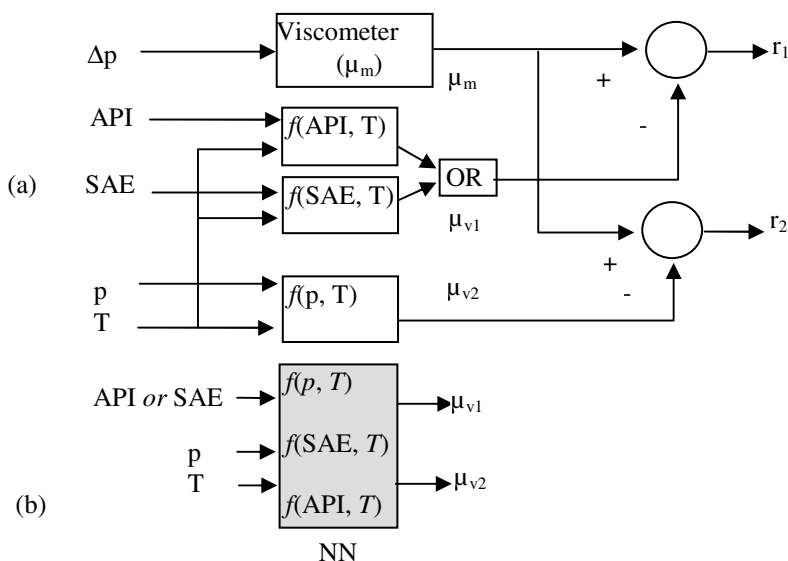 Δp
Viscometer
(μm)
μm
+
-
r1
API
f(API, T)
(a)
SAE
f(SAE, T)
OR
μv1
r2
+
-
p
T
f(p, T)
μv2
API or SAE
f(p, T)
μv1
p
f(SAE, T)
T
μv2
(b)
f(API, T)
NN